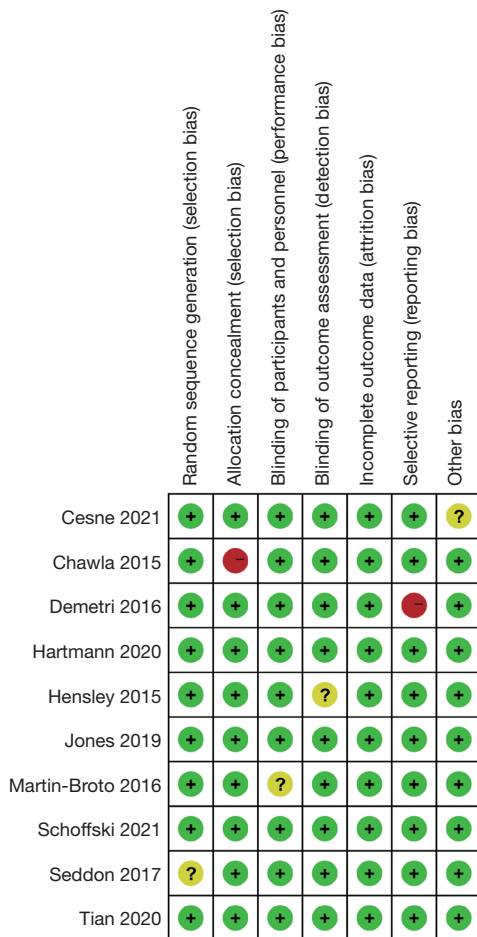 Random sequence generation (selection bias)
Allocation concealment (selection bias)
Blinding of participants and personnel (performance bias)
Blinding of outcome assessment (detection bias)
Incomplete outcome data (attrition bias)
Selective reporting (reporting bias)
Other bias
Cesne 2021 + + + + + + ?
Chawla 2015 + − + + + + +
Demetri 2016 + + + + + − +
Hartmann 2020 + + + + + + +
Hensley 2015 + + + ? + + +
Jones 2019 + + + + + + +
Martin-Broto 2016 + + ? + + + +
Schoffski 2021 + + + + + + +
Seddon 2017 ? + + + + + +
Tian 2020 + + + + + + +